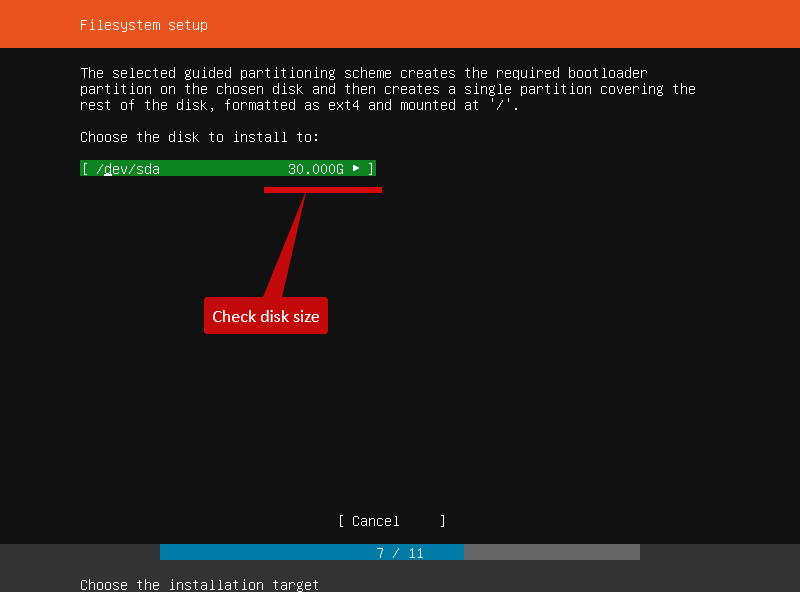 Filesystem setup
The selected guided partitioning scheme creates the required bootloader
partition on the chosen disk and then creates a single partition covering the
rest of the disk, formatted as ext4 and mounted at '/'.
Choose the disk to install to:
[ /dev/sda 30.000G ▸ ]
Check disk size
[ Cancel ]
7 / 11
Choose the installation target